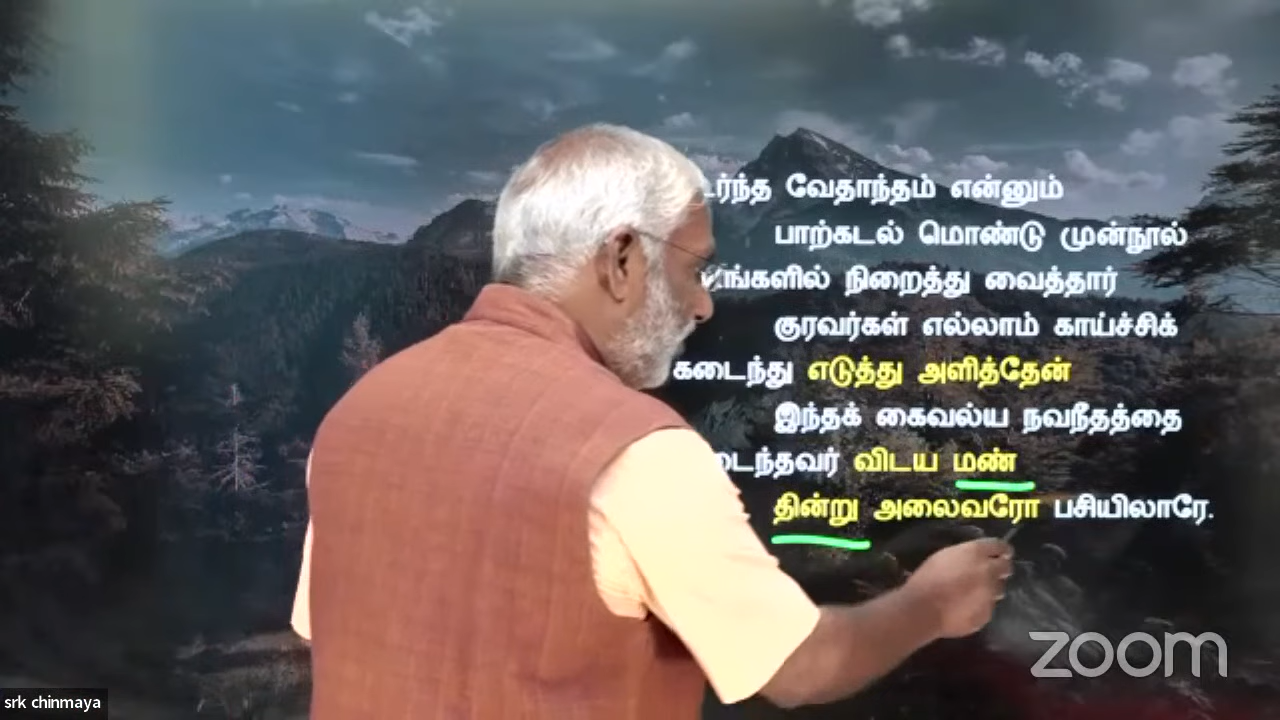 வேதாந்தம் என்னும்
பாற்கடல் மொண்டு முன்நூல்
நிறைத்து வைத்தார்
குரவர்கள் எல்லாம் காய்ச்சிக்
கடைந்து எடுத்து அளித்தேன்
இந்தக் கைவல்ய நவநீதத்தை
விடய மண்
தின்று அலைவரோ பசியிலாரே.
zoom
srk chinmaya